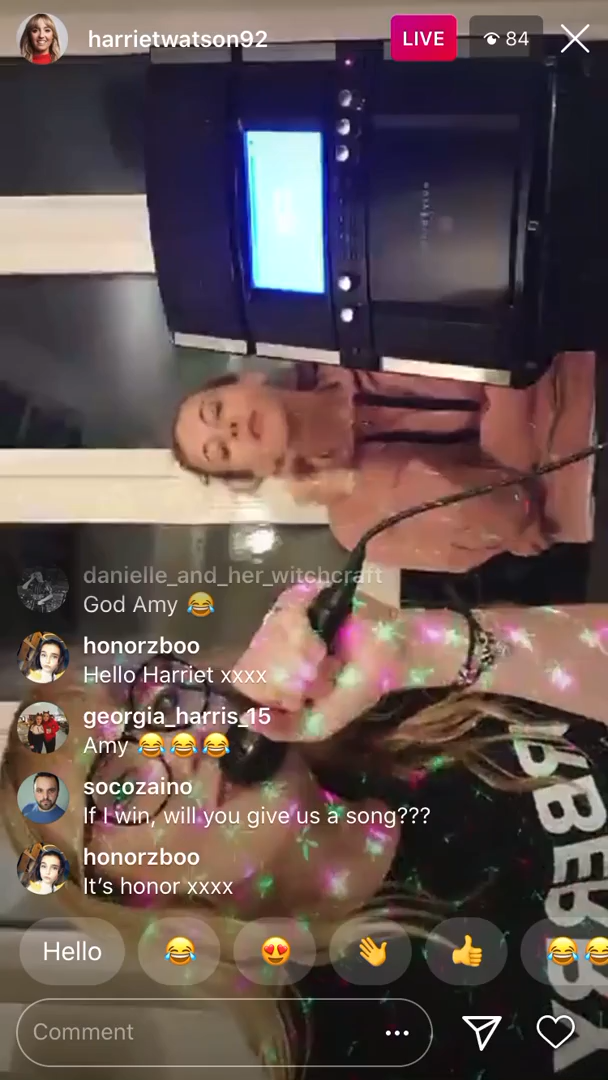 harrietwatson92
LIVE
84
danielle_and_her_witchcraft
God Amy 😂
honorzboo
Hello Harriet xxxx
georgia_harris_15
Amy 😂😂😂
socozaino
If I win, will you give us a song???
honorzboo
It's honor xxxx
Hello 😂 😍 👋 👍 😂😂
Comment